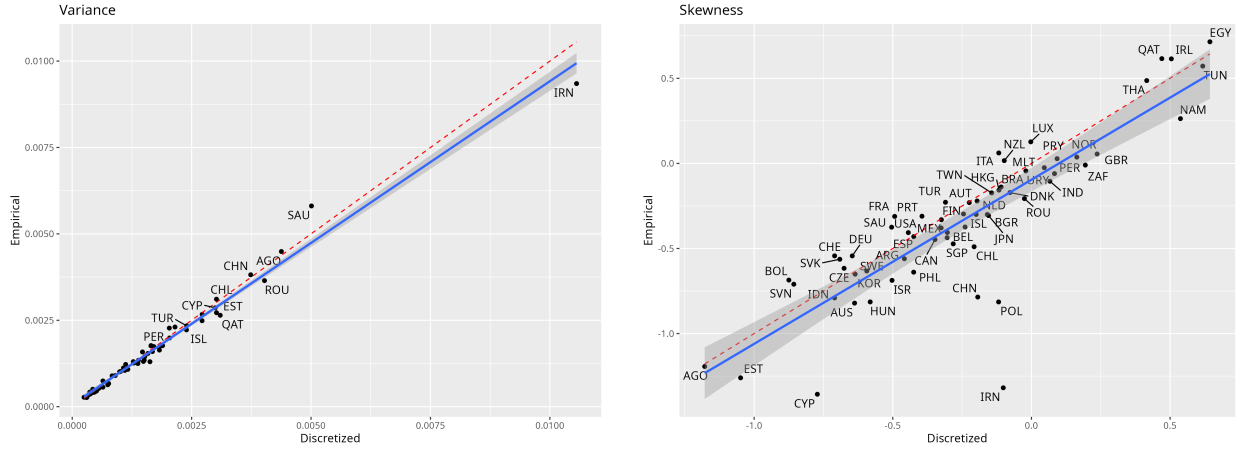 Variance
0.0100
0.0075
0.0050
0.0025
0.0000
Empirical
IRN
SAU
AGO
CHN
ROU
CHL
CYP
EST
TUR
QAT
PER
ISL
0.0000
0.0025
0.0050
0.0075
0.0100
Discretized
Skewness
0.5
0.0
-0.5
-1.0
Empirical
EGY
QAT
IRL
TUN
THA
NAM
LUX
NZL
PRY
NOR
ITA
MLT
GBR
PER
ZAF
TWN
HKG
BRA
URY
IND
TUR
AUT
DNK
FRA
PRT
FIN
NLD
ROU
SAU
USA
MEX
ISL
BGR
JPN
CHE
DEU
ESP
BEL
SVK
ARG
CAN
SGP
CHL
BOL
CZE
SWE
PHL
SVN
IDN
KOR
ISR
CHN
AUS
HUN
POL
AGO
EST
IRN
CYP
-1.0
-0.5
0.0
0.5
Discretized